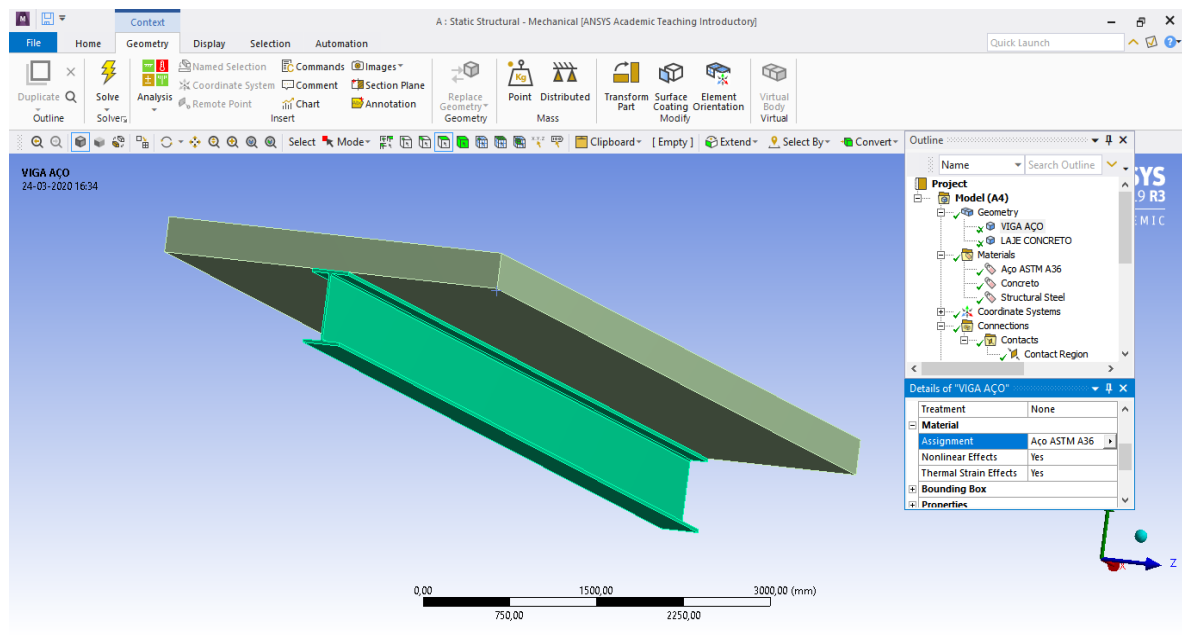 Context
A : Static Structural - Mechanical [ANSYS Academic Teaching Introductory]
File Home Geometry Display Selection Automation
Quick Launch
Duplicate
Outline
Solve
Solver
Analysis
Named Selection
Coordinate System
Remote Point
Commands
Comment
Chart
Images
Section Plane
Annotation
Insert
Replace
Geometry
Geometry
Point
Distributed
Mass
Transform
Part
Surface
Coating
Element
Orientation
Modify
Virtual
Body
Virtual
Select Mode Clipboard [ Empty ] Extend Select By Convert
VIGA AÇO
24-03-2020 16:34
Outline
Name Search Outline
Project
Model (A4)
Geometry
VIGA AÇO
LAJE CONCRETO
Materials
Aço ASTM A36
Concreto
Structural Steel
Coordinate Systems
Connections
Contacts
Contact Region
Details of "VIGA AÇO"
Treatment None
Material
Assignment Aço ASTM A36
Nonlinear Effects Yes
Thermal Strain Effects Yes
Bounding Box
Properties
SYS
.9 R3
EMIC
Z
X
0,00 1500,00 3000,00 (mm)
750,00 2250,00